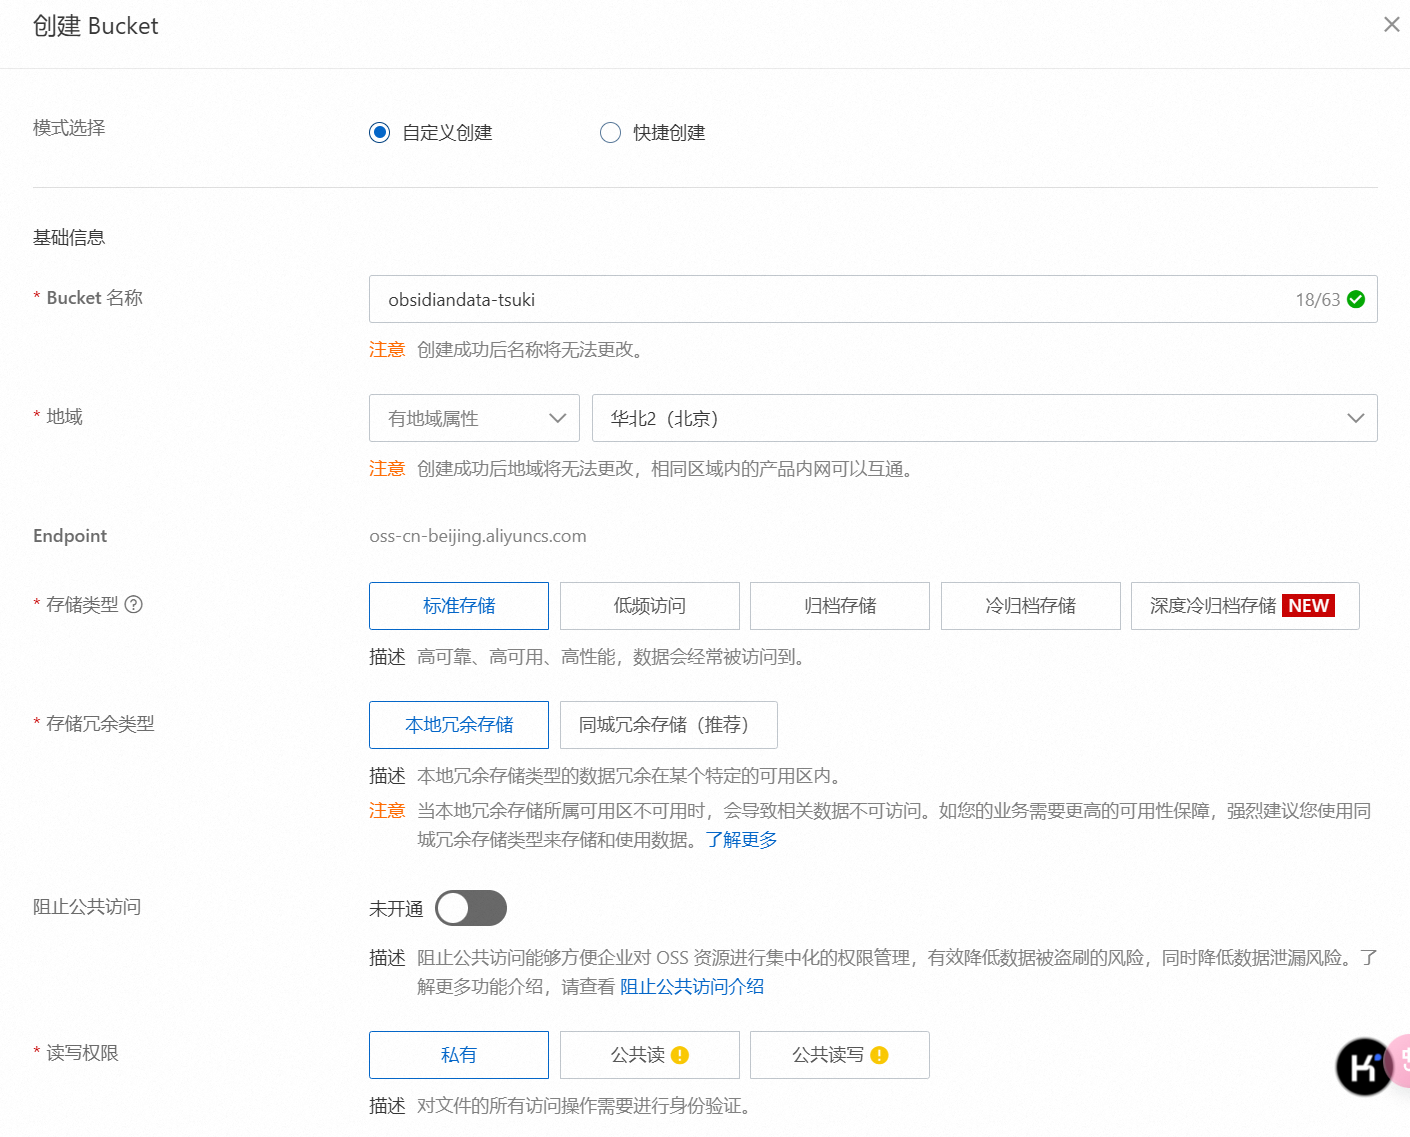 创建 Bucket
模式选择
自定义创建
快捷创建
基础信息
* Bucket 名称
obsidiandata-tsuki
18/63
注意 创建成功后名称将无法更改。
* 地域
有地域属性
华北2（北京）
注意 创建成功后地域将无法更改，相同区域内的产品内网可以互通。
Endpoint
oss-cn-beijing.aliyuncs.com
* 存储类型 ?
标准存储
低频访问
归档存储
冷归档存储
深度冷归档存储 NEW
描述 高可靠、高可用、高性能，数据会经常被访问到。
* 存储冗余类型
本地冗余存储
同城冗余存储（推荐）
描述 本地冗余存储类型的数据冗余在某个特定的可用区内。
注意 当本地冗余存储所属可用区不可用时，会导致相关数据不可访问。如您的业务需要更高的可用性保障，强烈建议您使用同
城冗余存储类型来存储和使用数据。了解更多
阻止公共访问
未开通
描述 阻止公共访问能够方便企业对 OSS 资源进行集中化的权限管理，有效降低数据被盗刷的风险，同时降低数据泄漏风险。了
解更多功能介绍，请查看 阻止公共访问介绍
* 读写权限
私有
公共读 !
公共读写 !
描述 对文件的所有访问操作需要进行身份验证。
K